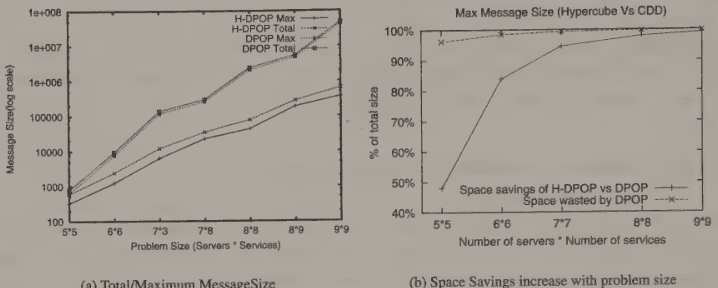 1e+008
1e+007
1e+006
100000
10000
1000
100
Message Size(log scale)
H-DPOP Max
H-DPOP Total
DPOP Max
DPOP Total
5*5
6*6
7*3
7*8
8*2
8*8
9*3
9*9
Problem Size (Servers * Services)
(a) Total/Maximum MessageSize
Max Message Size (Hypercube Vs CDD)
100%
90%
80%
70%
60%
50%
40%
% of total size
Space savings of H-DPOP vs DPOP
Space wasted by DPOP
5*5
6*6
7*7
8*8
9*9
Number of servers * Number of services
(b) Space Savings increase with problem size